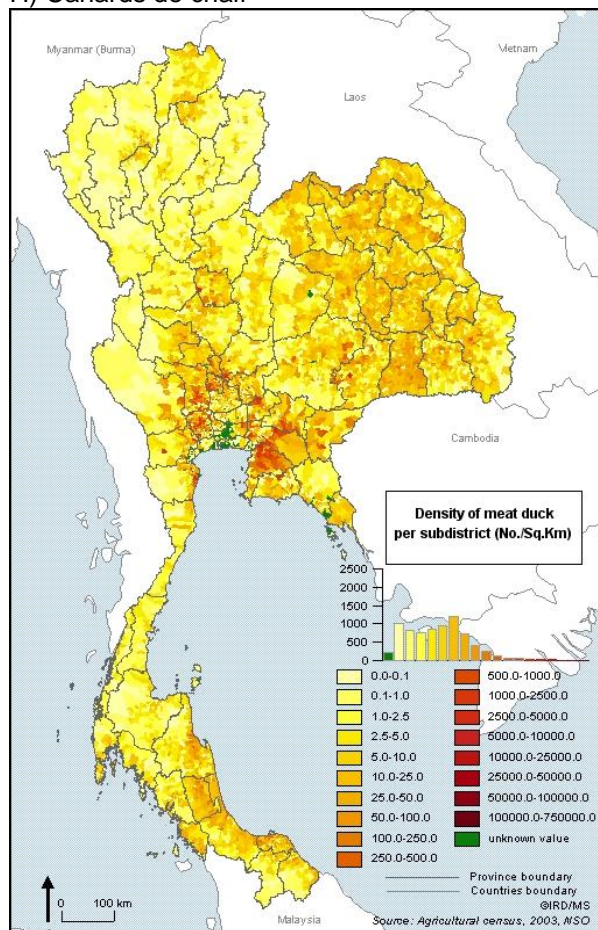 Canards de chair
Myanmar (Burma)
Vietnam
Laos
Cambodia
Density of meat duck
per subdistrict (No./Sq.Km)
2500
2000
1500
1000
500
0
0.0-0.1
0.1-1.0
1.0-2.5
2.5-5.0
5.0-10.0
10.0-25.0
25.0-50.0
50.0-100.0
100.0-250.0
250.0-500.0
500.0-1000.0
1000.0-2500.0
2500.0-5000.0
5000.0-10000.0
10000.0-25000.0
25000.0-50000.0
50000.0-100000.0
100000.0-750000.0
unknown value
Province boundary
Countries boundary
©IRD/MS
Source: Agricultural census, 2003, NSO
0 100 km
Malaysia